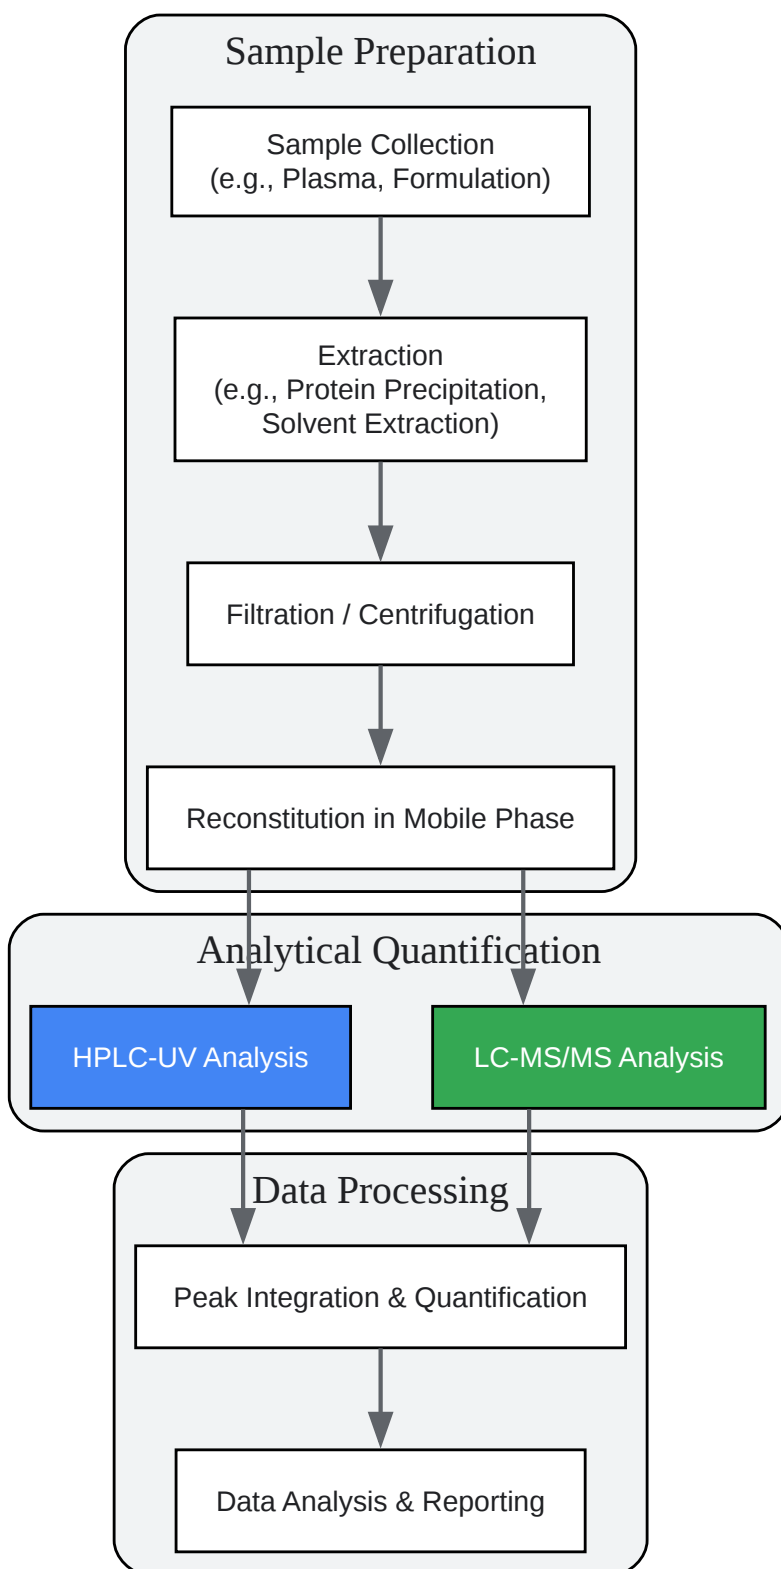 Sample Preparation
Sample Collection
(e.g., Plasma, Formulation)
Extraction
(e.g., Protein Precipitation,
Solvent Extraction)
Filtration / Centrifugation
Reconstitution in Mobile Phase
Analytical Quantification
HPLC-UV Analysis
LC-MS/MS Analysis
Data Processing
Peak Integration & Quantification
Data Analysis & Reporting